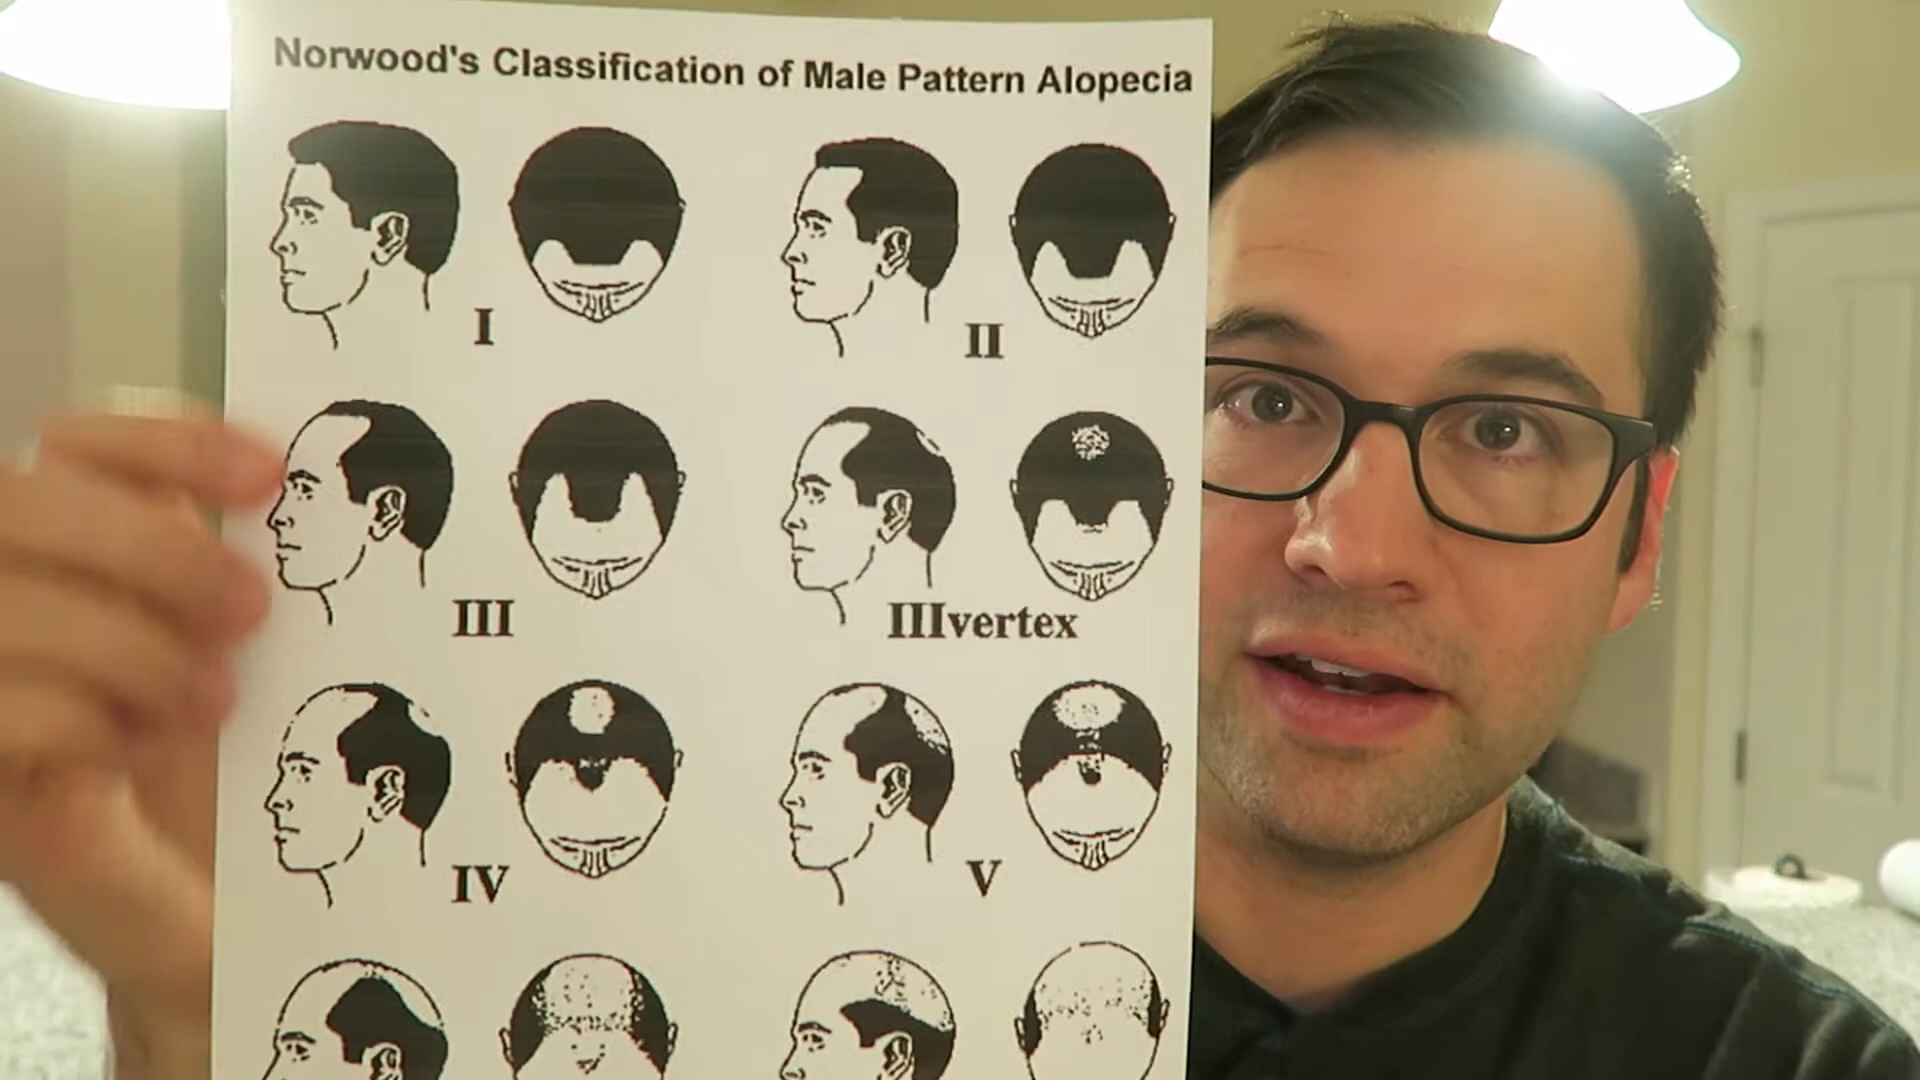 Norwood's Classification of Male Pattern Alopecia
I
II
III
IIIvertex
IV
V